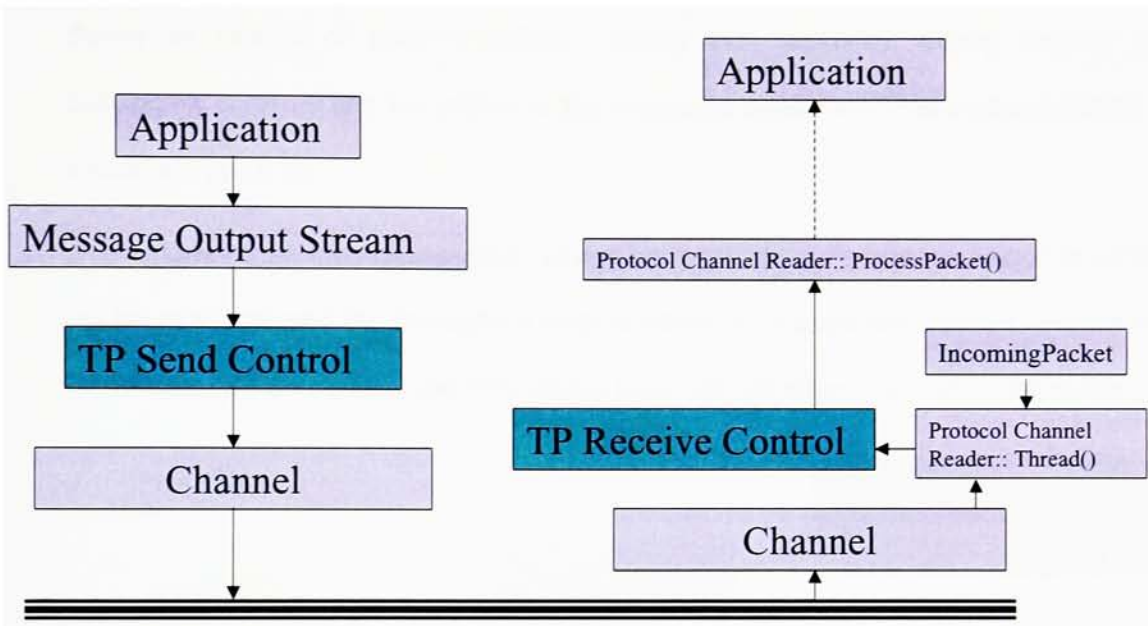 Application
Message Output Stream
TP Send Control
Channel
Application
Protocol Channel Reader:: ProcessPacket()
IncomingPacket
Protocol Channel
Reader:: Thread()
TP Receive Control
Channel